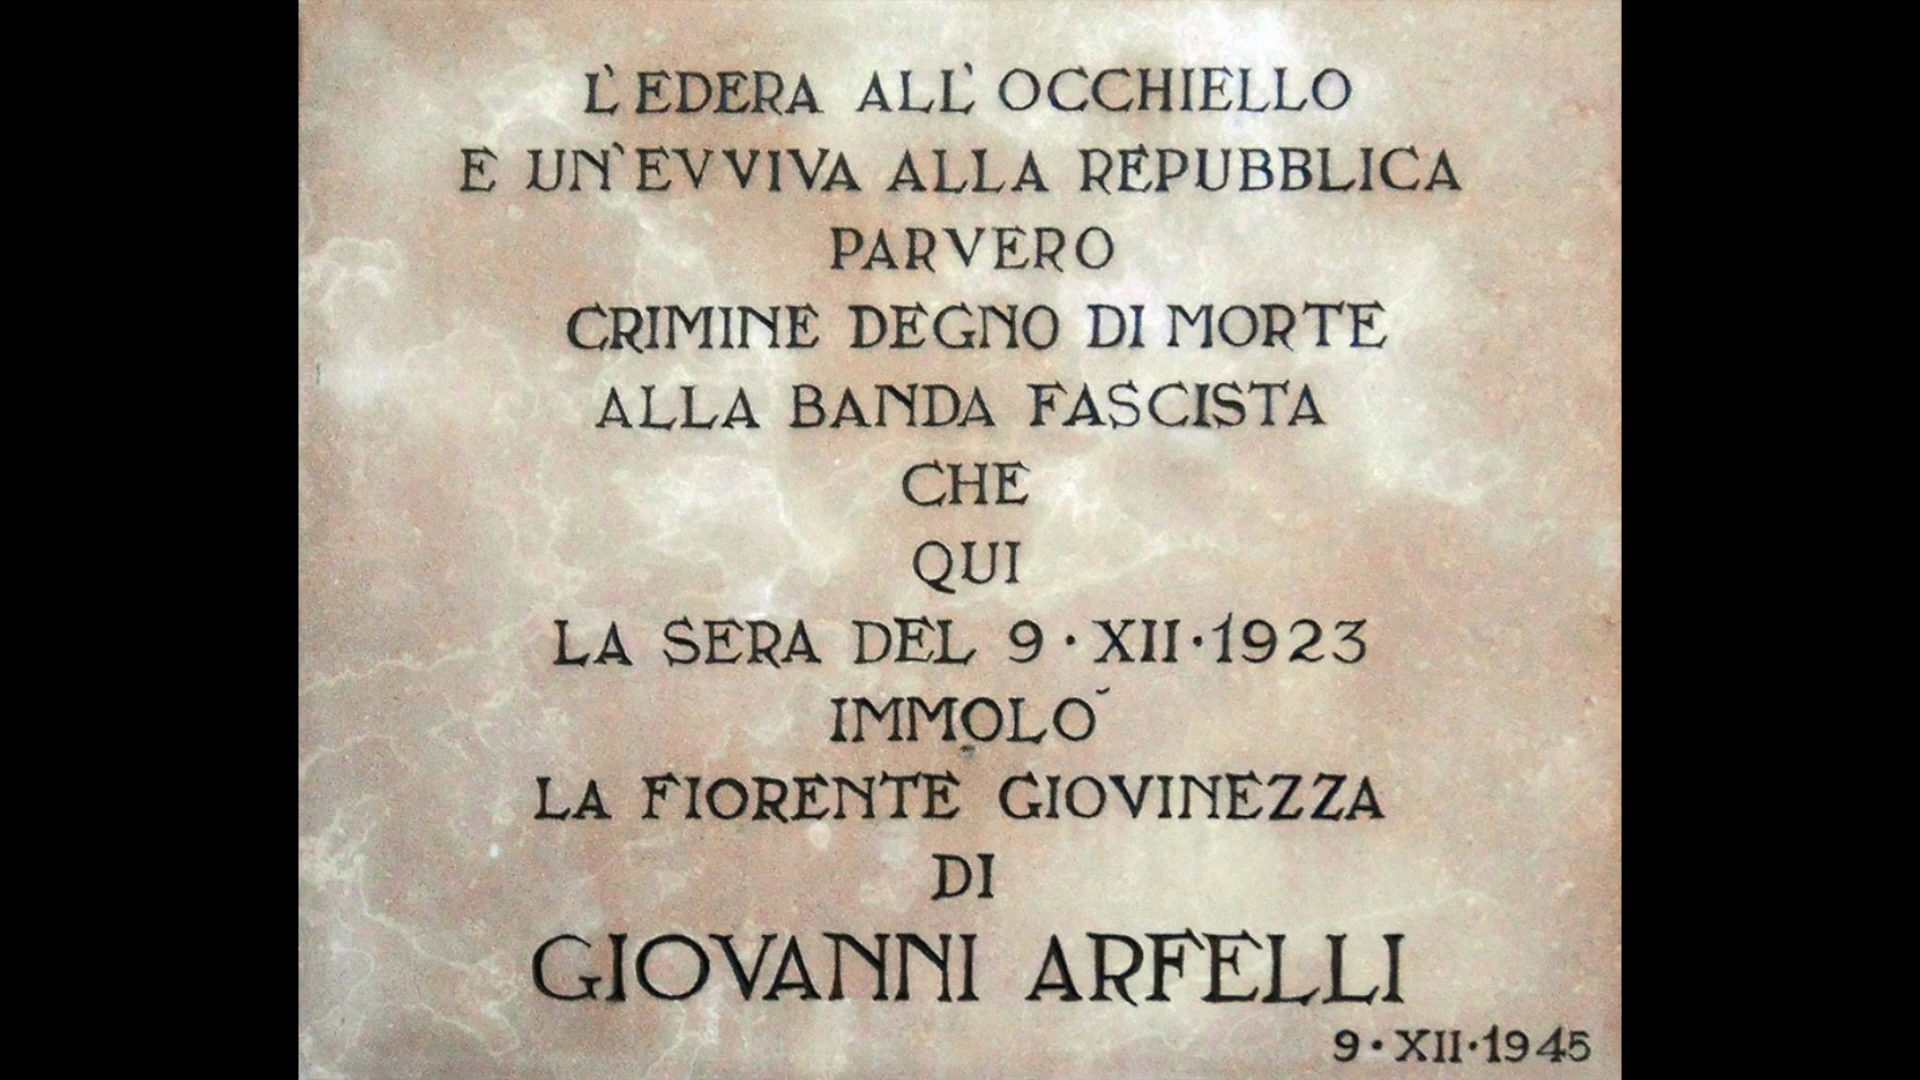 L'EDERA ALL'OCCHIELLO
E UN'EVVIVA ALLA REPUBBLICA
PARVERO
CRIMINE DEGNO DI MORTE
ALLA BANDA FASCISTA
CHE
QUI
LA SERA DEL 9·XII·1923
IMMOLÒ
LA FIORENTE GIOVINEZZA
DI
GIOVANNI ARFELLI
9·XII·1945